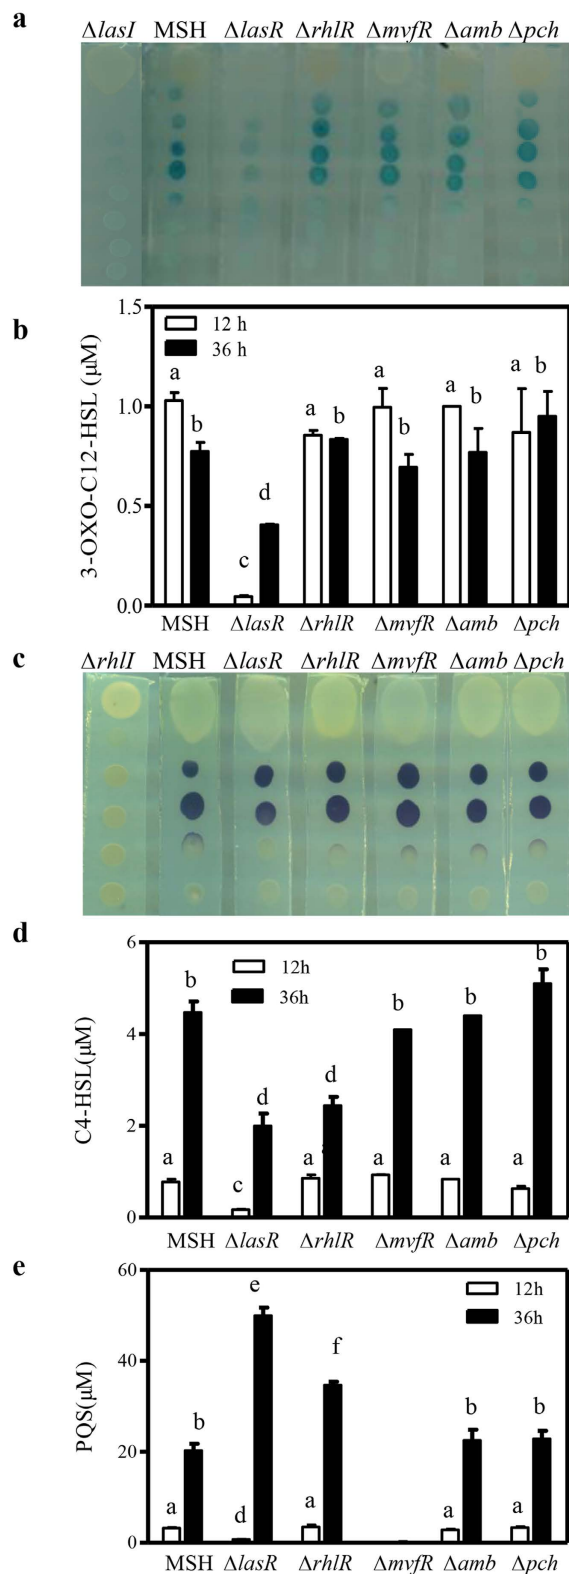 a
ΔlasI MSH ΔlasR ΔrhlR ΔmvfR Δamb Δpch
b
3-OXO-C12-HSL (μM)
1.5
1.0
0.5
0.0
12 h
36 h
a b c d a b a b a b a b
MSH ΔlasR ΔrhlR ΔmvfR Δamb Δpch
c
ΔrhlI MSH ΔlasR ΔrhlR ΔmvfR Δamb Δpch
d
C4-HSL(μM)
6
4
2
0
12h
36h
a b c d a d a b a b a b
MSH ΔlasR ΔrhlR ΔmvfR Δamb Δpch
e
PQS(μM)
60
40
20
0
12h
36h
a b d e a f a b a b
MSH ΔlasR ΔrhlR ΔmvfR Δamb Δpch